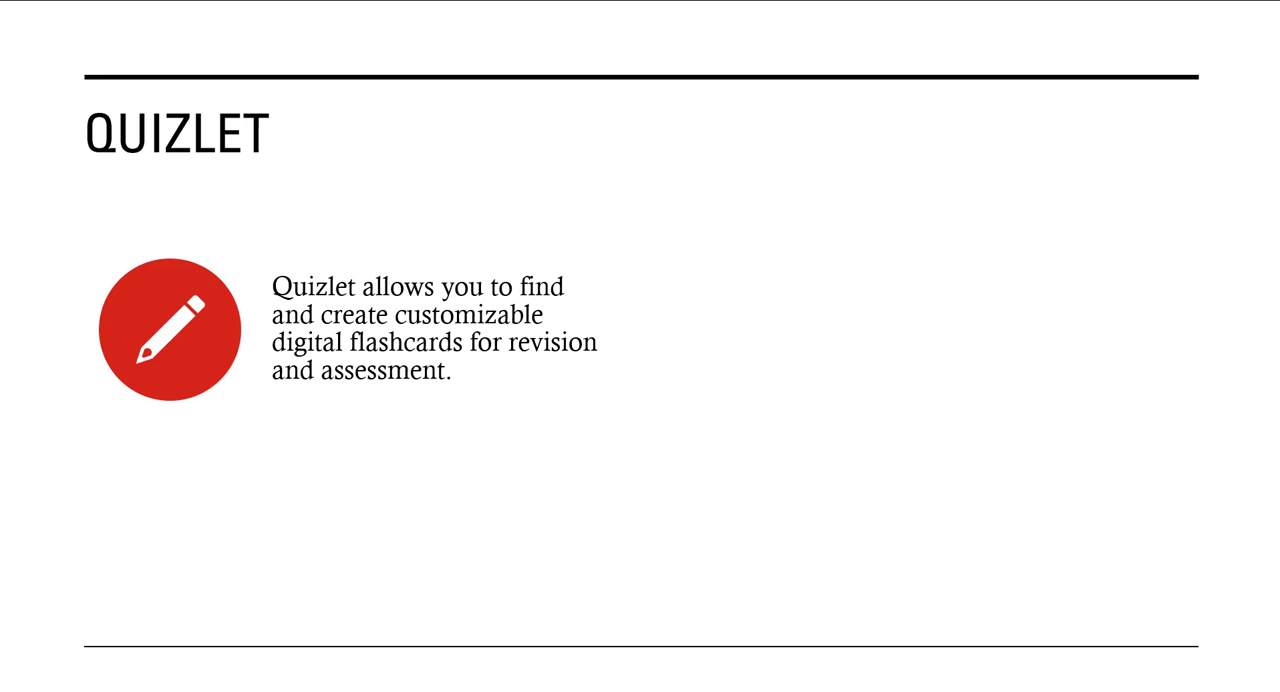 QUIZLET
Quizlet allows you to find
and create customizable
digital flashcards for revision
and assessment.